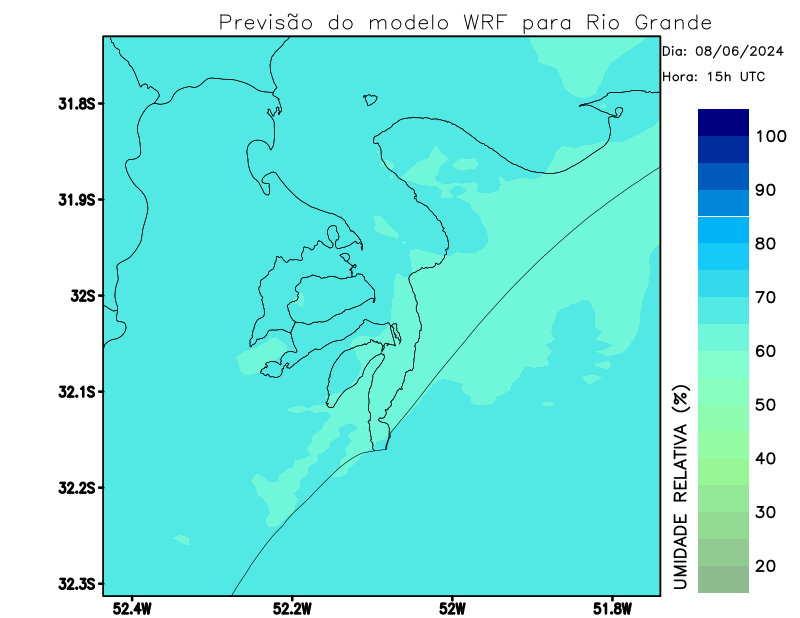 Previsão do modelo WRF para Rio Grande
Dia: 08/06/2024
Hora: 15h UTC
31.8S
31.9S
32S
32.1S
32.2S
32.3S
52.4W
52.2W
52W
51.8W
100
90
80
70
60
50
40
30
20
UMIDADE RELATIVA (%)